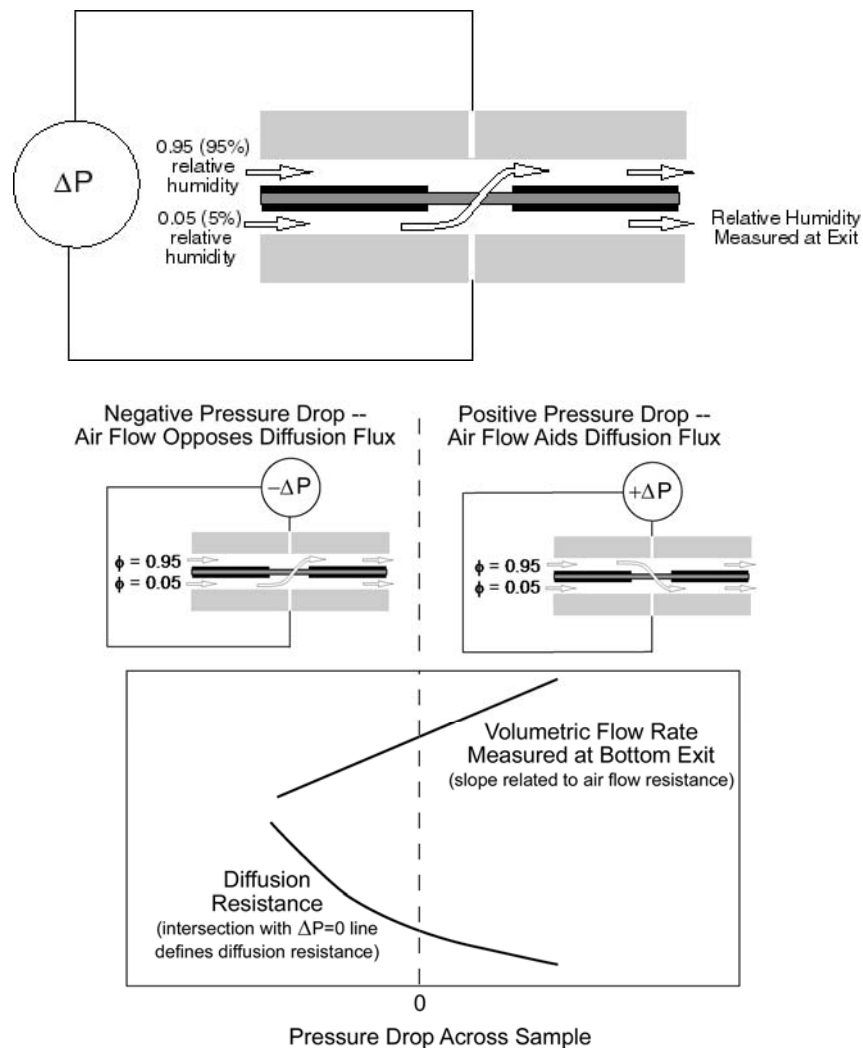 ΔP
0.95 (95%)
relative
humidity
0.05 (5%)
relative
humidity
Relative Humidity
Measured at Exit
Negative Pressure Drop --
Air Flow Opposes Diffusion Flux
Positive Pressure Drop --
Air Flow Aids Diffusion Flux
−ΔP
+ΔP
ϕ = 0.95
ϕ = 0.05
ϕ = 0.95
ϕ = 0.05
Volumetric Flow Rate
Measured at Bottom Exit
(slope related to air flow resistance)
Diffusion
Resistance
(intersection with ΔP=0 line
defines diffusion resistance)
0
Pressure Drop Across Sample